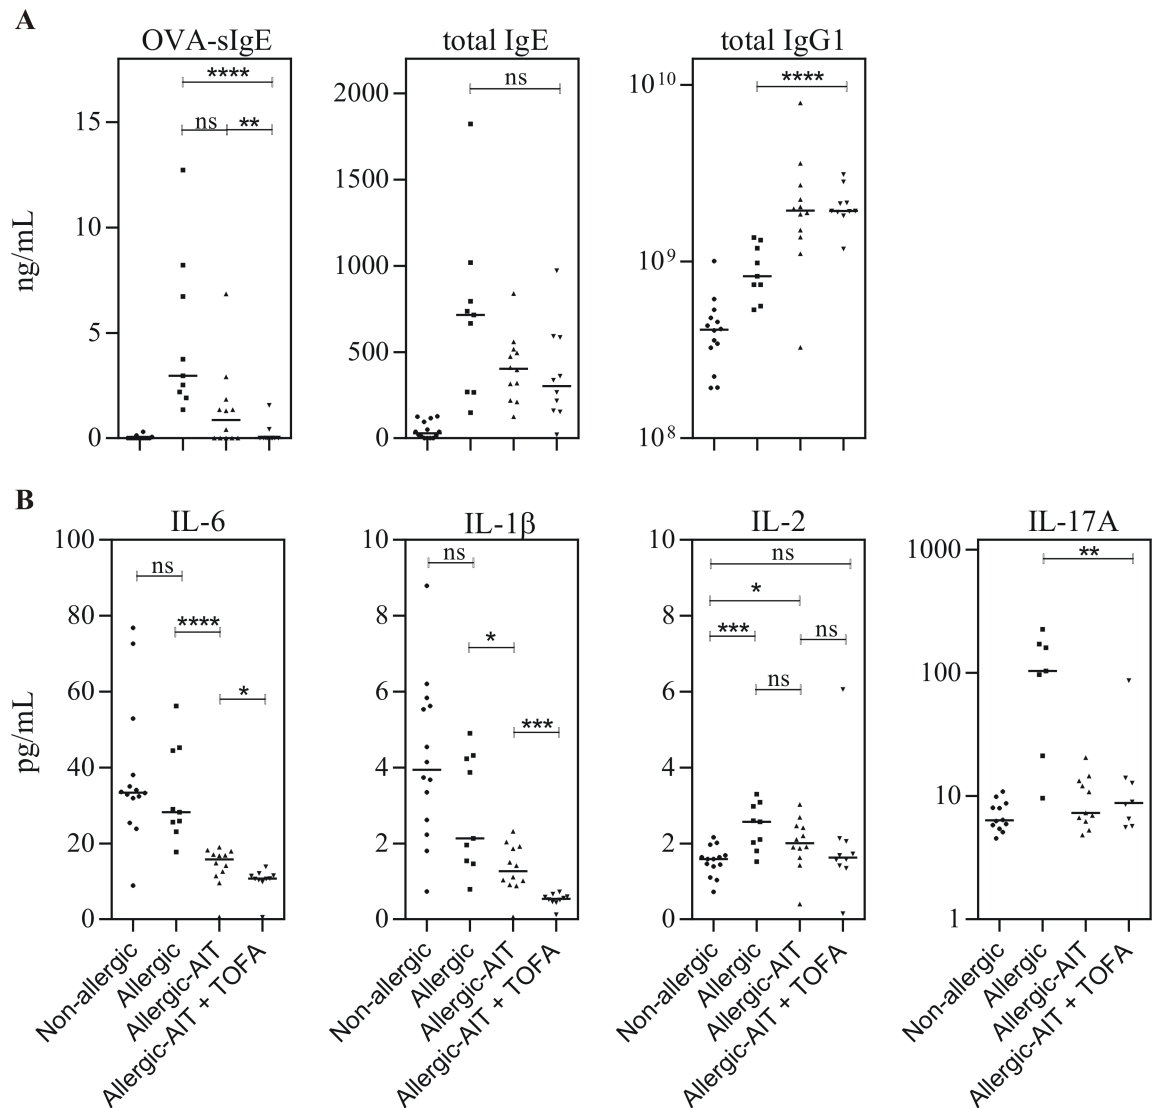 A
OVA-sIgE
total IgE
total IgG1
ng/mL
15
10
5
0
****
ns
**
2000
1500
1000
500
0
ns
10^10
10^9
10^8
****
B
IL-6
IL-1β
IL-2
IL-17A
pg/mL
100
80
60
40
20
0
ns
****
*
10
8
6
4
2
0
ns
*
***
10
8
6
4
2
0
ns
*
***
ns
ns
1000
100
10
1
**
Non-allergic
Allergic
Allergic-AIT
Allergic-AIT + TOFA
Non-allergic
Allergic
Allergic-AIT
Allergic-AIT + TOFA
Non-allergic
Allergic
Allergic-AIT
Allergic-AIT + TOFA
Non-allergic
Allergic
Allergic-AIT
Allergic-AIT + TOFA